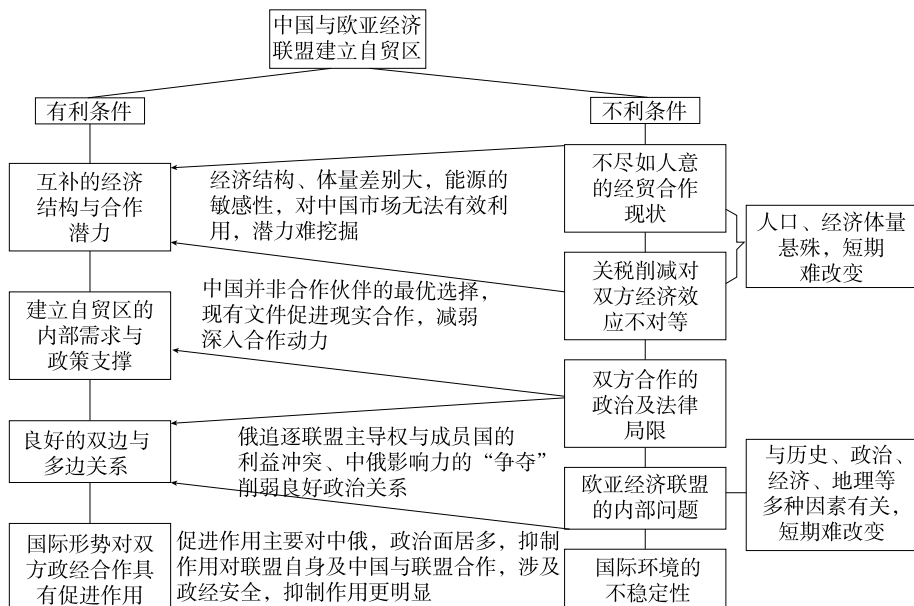 中国与欧亚经济
联盟建立自贸区
有利条件
不利条件
互补的经济
结构与合作
潜力
经济结构、体量差别大，能源的
敏感性，对中国市场无法有效利
用，潜力难挖掘
不尽如人意
的经贸合作
现状
人口、经济体量
悬殊，短期
难改变
关税削减对
双方经济效
应不对等
建立自贸区的
内部需求与
政策支撑
中国并非合作伙伴的最优选择，
现有文件促进现实合作，减弱
深入合作动力
双方合作的
政治及法律
局限
良好的双边与
多边关系
俄追逐联盟主导权与成员国的
利益冲突、中俄影响力的“争夺”
削弱良好政治关系
欧亚经济联盟
的内部问题
与历史、政治、
经济、地理等
多种因素有关，
短期难改变
国际形势对双
方政经合作具
有促进作用
促进作用主要对中俄，政治面居多，抑制
作用对联盟自身及中国与联盟合作，涉及
政经安全，抑制作用更明显
国际环境的
不稳定性